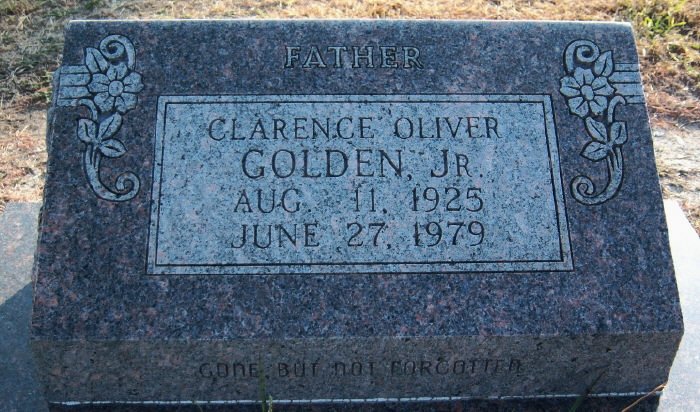 FATHER
CLARENCE OLIVER
GOLDEN, JR.
AUG. 11, 1925
JUNE 27, 1979
GONE BUT NOT FORGOTTEN